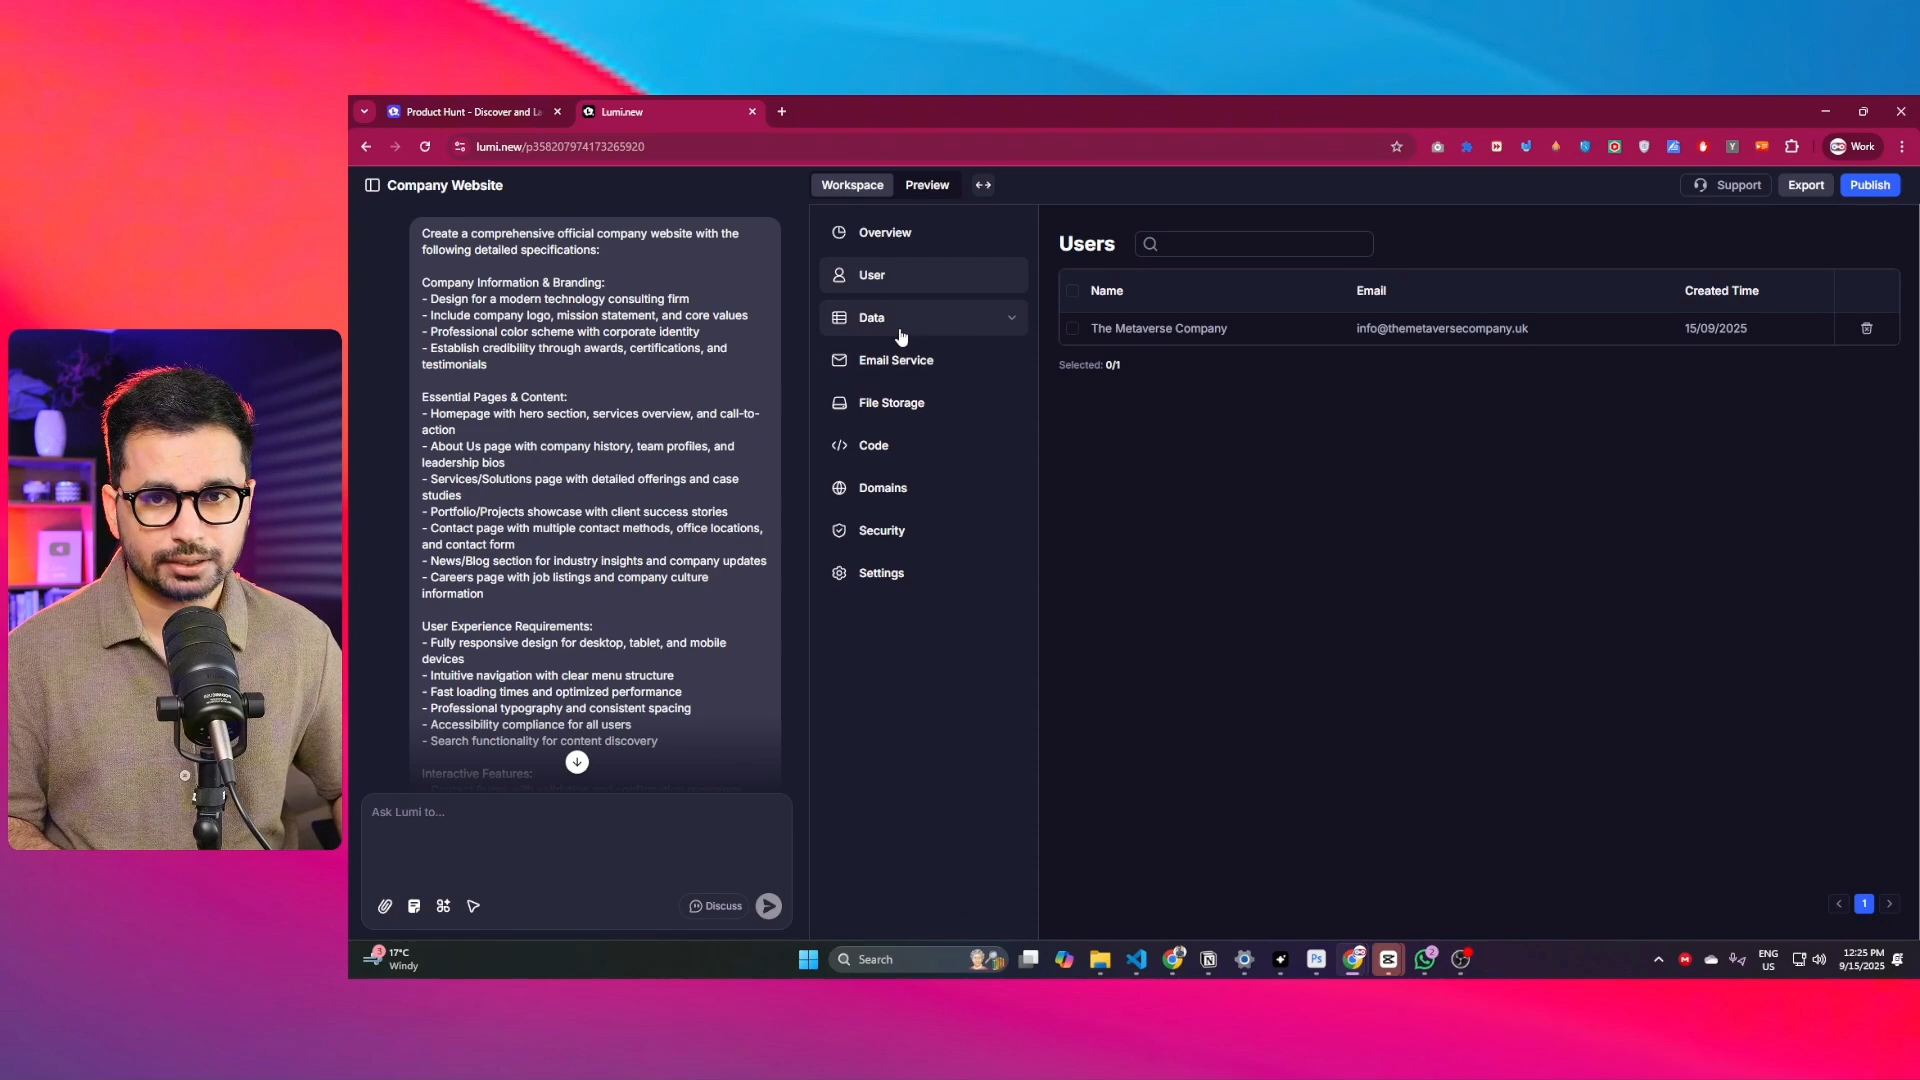 Product Hunt - Discover and La
Lumi.new
lumi.new/p358207974173265920
Work
Company Website
Workspace
Preview
Support
Export
Publish
Create a comprehensive official company website with the
following detailed specifications:
Company Information & Branding:
- Design for a modern technology consulting firm
- Include company logo, mission statement, and core values
- Professional color scheme with corporate identity
- Establish credibility through awards, certifications, and
testimonials
Essential Pages & Content:
- Homepage with hero section, services overview, and call-to-
action
- About Us page with company history, team profiles, and
leadership bios
- Services/Solutions page with detailed offerings and case
studies
- Portfolio/Projects showcase with client success stories
- Contact page with multiple contact methods, office locations,
and contact form
- News/Blog section for industry insights and company updates
- Careers page with job listings and company culture
information
User Experience Requirements:
- Fully responsive design for desktop, tablet, and mobile
devices
- Intuitive navigation with clear menu structure
- Fast loading times and optimized performance
- Professional typography and consistent spacing
- Accessibility compliance for all users
- Search functionality for content discovery
Interactive Features:
Ask Lumi to...
Discuss
Overview
User
Data
Email Service
File Storage
Code
Domains
Security
Settings
Users
Name Email Created Time
The Metaverse Company info@themetaversecompany.uk 15/09/2025
Selected: 0/1
1
3
17°C
Windy
Search
Ps
2
ENG
US
12:25 PM
9/15/2025